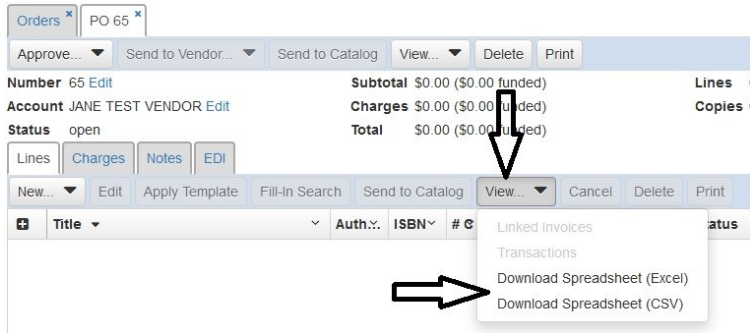 Orders x PO 65 x
Approve... Send to Vendor... Send to Catalog View... Delete Print
Number 65 Edit Subtotal $0.00 ($0.00 funded) Lines
Account JANE TEST VENDOR Edit Charges $0.00 ($0.00 funded) Copies
Status open Total $0.00 ($0.00 funded)
Lines Charges Notes EDI
New... Edit Apply Template Fill-In Search Send to Catalog View... Cancel Delete Print
Title Auth... ISBN #
Linked Invoices
Transactions
Download Spreadsheet (Excel)
Download Spreadsheet (CSV)